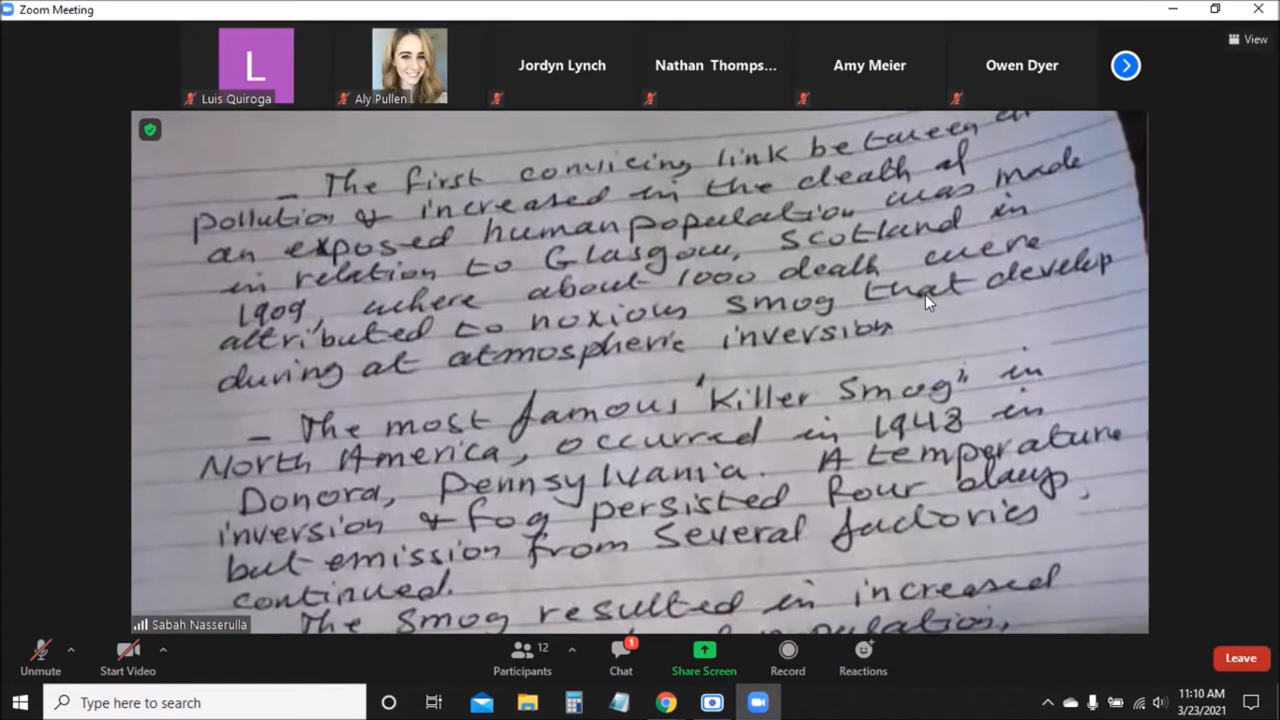 Zoom Meeting
View
L
Luis Quiroga
Aly Pullen
Jordyn Lynch
Nathan Thomps...
Amy Meier
Owen Dyer
- The first convicing link between
pollution & increased in the death of
an exposed human population was made
in relation to Glasgow, Scotland in
1909, where about 1000 death were
attributed to noxious smog that develop
during at atmospheric inversion
- The most famous "Killer Smog" in
North America, occurred in 1948 in
Donora, Pennsylvania. A temperature
inversion & fog persisted four days,
but emission from several factories
continued.
The smog resulted in increased
population,
Sabah Nasserulla
Unmute
Start Video
12
Participants
1
Chat
Share Screen
Record
Reactions
Leave
Type here to search
11:10 AM
3/23/2021